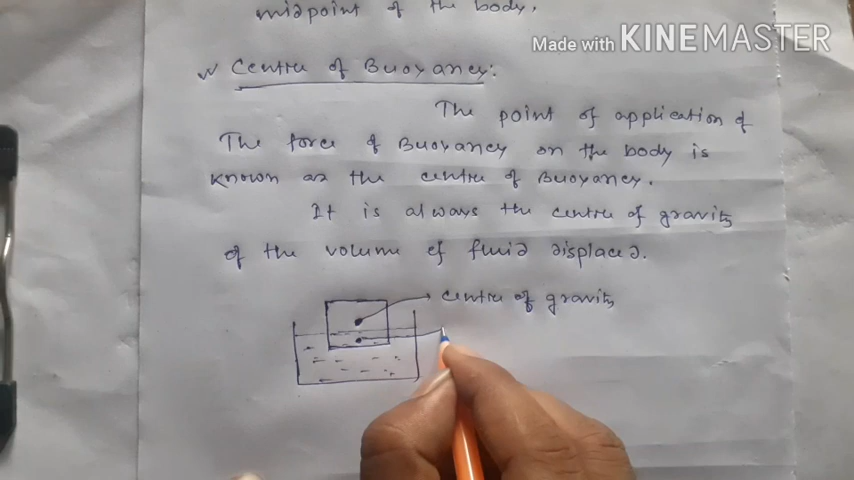 midpoint of the body.
Made with KINEMASTER
Centre of Buoyancy:
The point of application of
The force of Buoyancy on the body is
known as the centre of Buoyancy.
It is always the centre of gravity
of the volume of fluid displaced.
centre of gravity